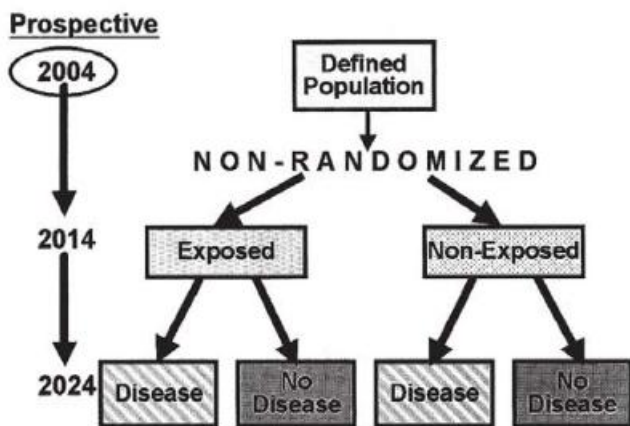 Prospective
2004
Defined
Population
NON-RANDOMIZED
2014
Exposed
Non-Exposed
2024
Disease
No
Disease
Disease
No
Disease